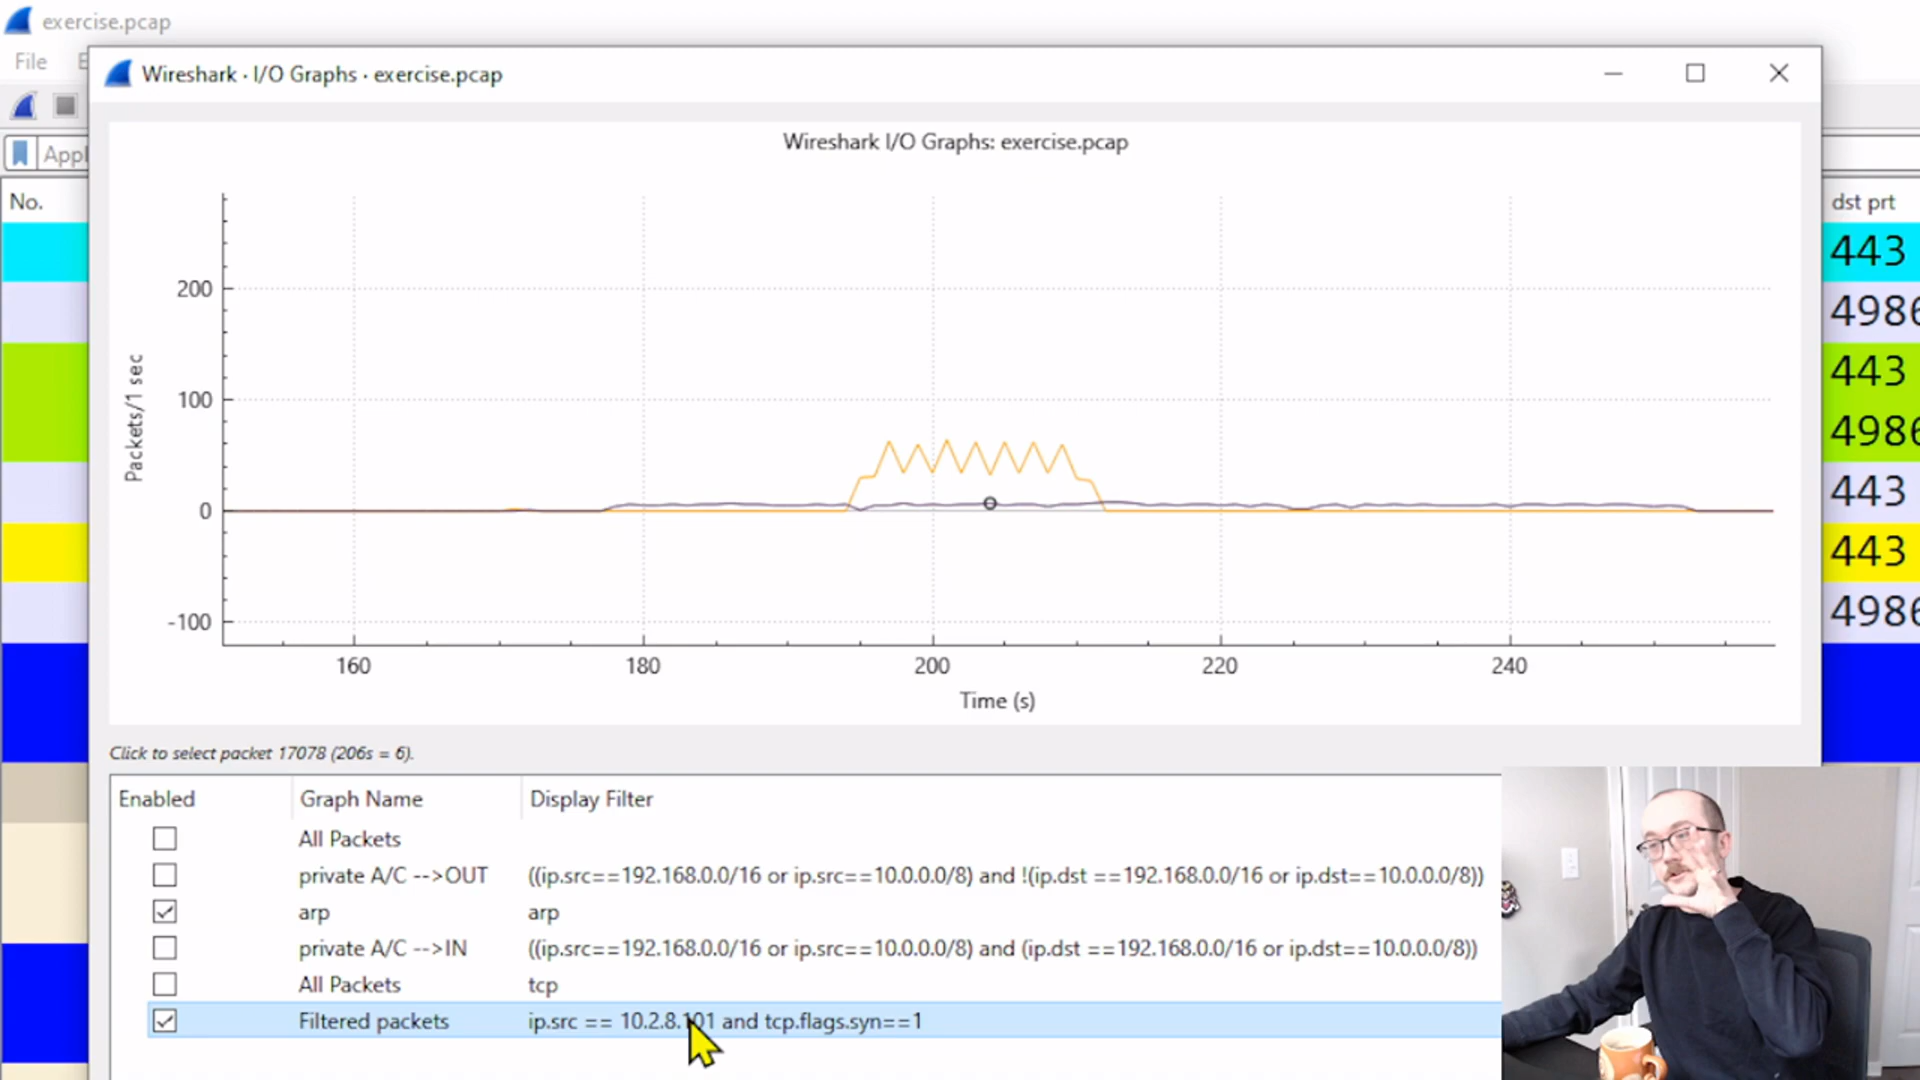 exercise.pcap
File E
Wireshark · I/O Graphs · exercise.pcap
Appl
Wireshark I/O Graphs: exercise.pcap
No.
dst prt
443
4986
443
4986
443
443
4986
Packets/1 sec
200
100
0
-100
160 180 200 220 240
Time (s)
Click to select packet 17078 (206s = 6).
Enabled Graph Name Display Filter
All Packets
private A/C -->OUT ((ip.src==192.168.0.0/16 or ip.src==10.0.0.0/8) and !(ip.dst ==192.168.0.0/16 or ip.dst==10.0.0.0/8))
arp arp
private A/C -->IN ((ip.src==192.168.0.0/16 or ip.src==10.0.0.0/8) and (ip.dst ==192.168.0.0/16 or ip.dst==10.0.0.0/8))
All Packets tcp
Filtered packets ip.src == 10.2.8.101 and tcp.flags.syn==1